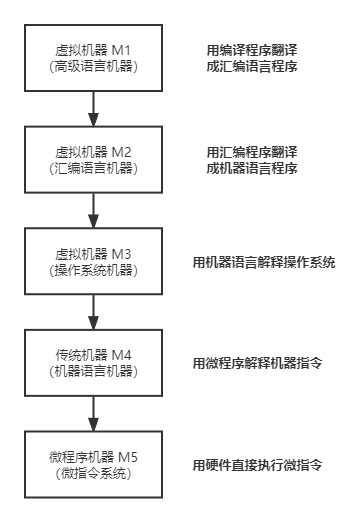 虚拟机器 M1
(高级语言机器)
用编译程序翻译
成汇编语言程序
虚拟机器 M2
(汇编语言机器)
用汇编程序翻译
成机器语言程序
虚拟机器 M3
(操作系统机器)
用机器语言解释操作系统
传统机器 M4
(机器语言机器)
用微程序解释机器指令
微程序机器 M5
(微指令系统)
用硬件直接执行微指令